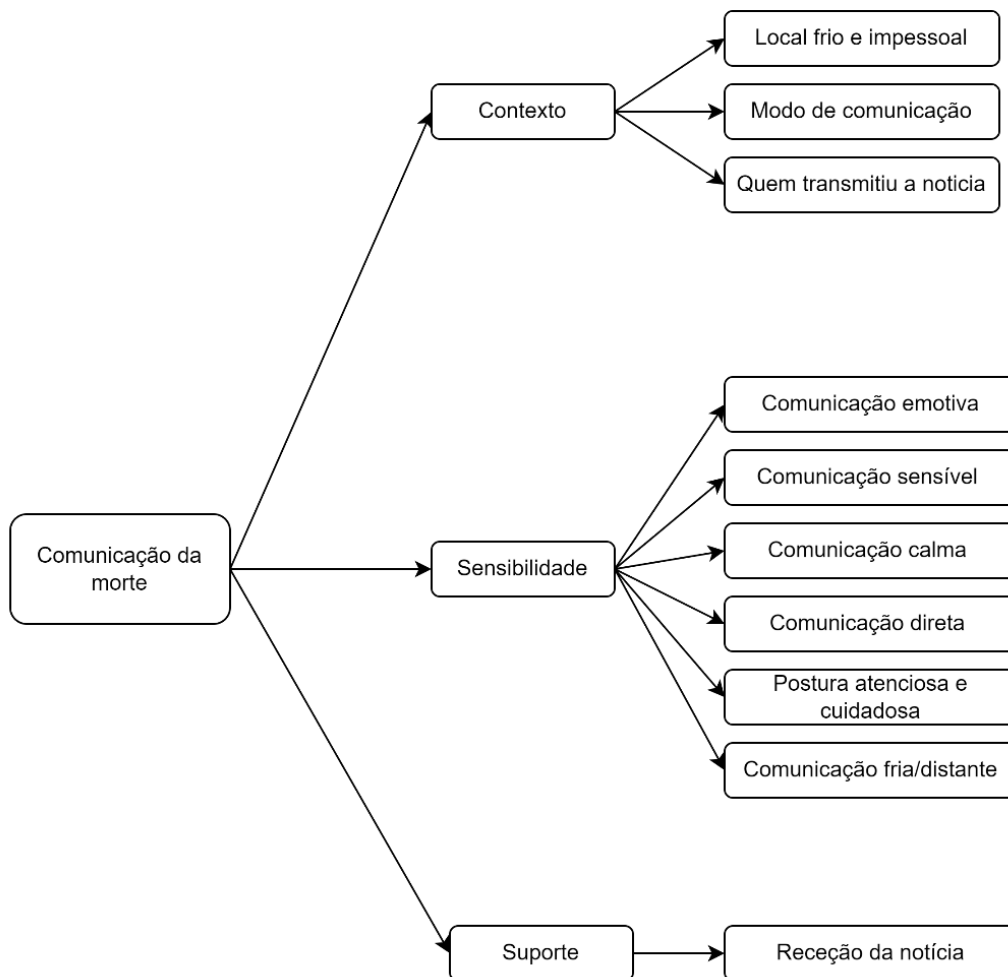 Comunicação da
morte
Contexto
Local frio e impessoal
Modo de comunicação
Quem transmitiu a noticia
Sensibilidade
Comunicação emotiva
Comunicação sensível
Comunicação calma
Comunicação direta
Postura atenciosa e
cuidadosa
Comunicação fria/distante
Suporte
Receção da notícia